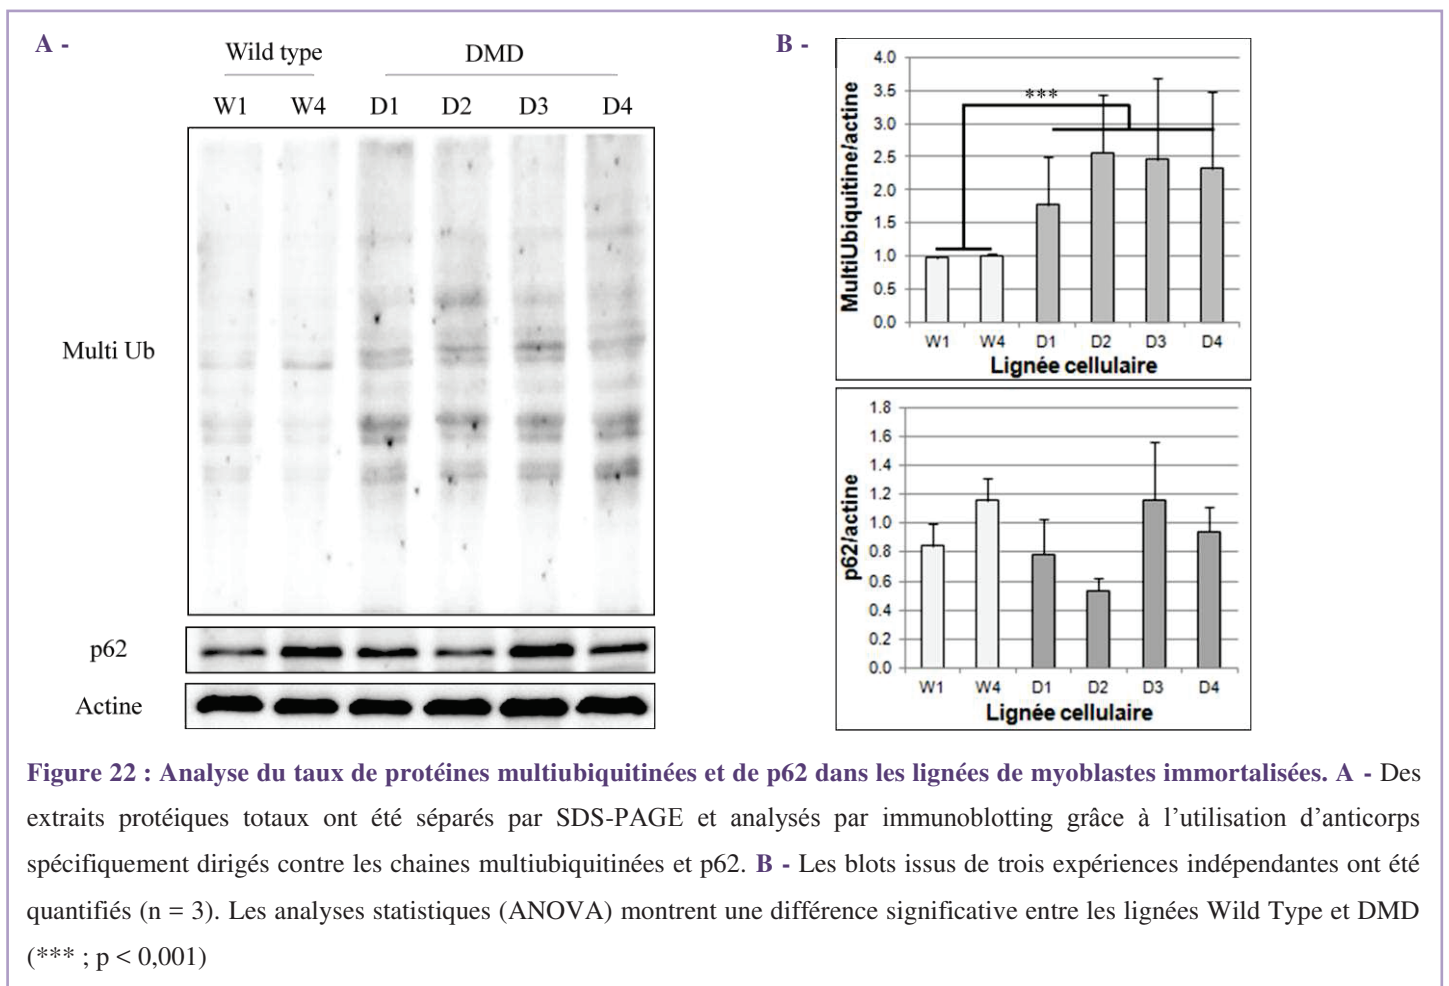 A -
Wild type
DMD
W1 W4 D1 D2 D3 D4
Multi Ub
p62
Actine
B -
MultiUbiquitine/actine
4.0
3.5
3.0
2.5
2.0
1.5
1.0
0.5
0.0
***
W1 W4 D1 D2 D3 D4
Lignée cellulaire
p62/actine
1.8
1.6
1.4
1.2
1.0
0.8
0.6
0.4
0.2
0.0
W1 W4 D1 D2 D3 D4
Lignée cellulaire
Figure 22 : Analyse du taux de protéines multiubiquitinées et de p62 dans les lignées de myoblastes immortalisées. A - Des
extraits protéiques totaux ont été séparés par SDS-PAGE et analysés par immunoblotting grâce à l’utilisation d’anticorps
spécifiquement dirigés contre les chaines multiubiquitinées et p62. B - Les blots issus de trois expériences indépendantes ont été
quantifiés (n = 3). Les analyses statistiques (ANOVA) montrent une différence significative entre les lignées Wild Type et DMD
(*** ; p < 0,001)